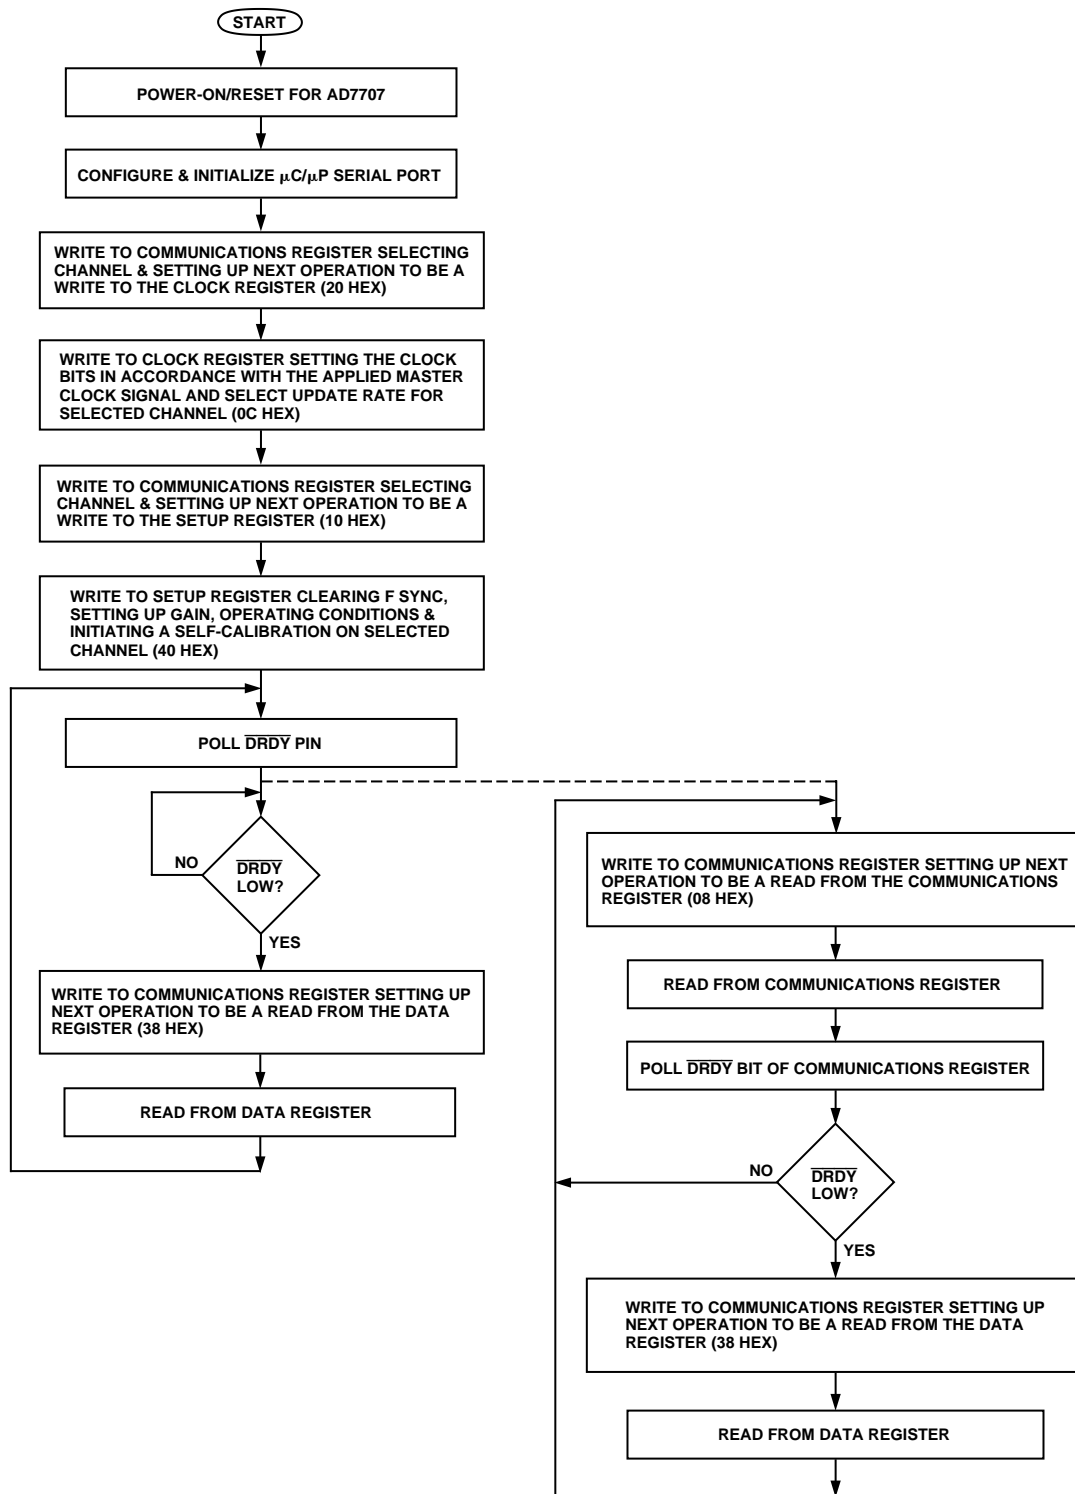 START
POWER-ON/RESET FOR AD7707
CONFIGURE & INITIALIZE μC/μP SERIAL PORT
WRITE TO COMMUNICATIONS REGISTER SELECTING
CHANNEL & SETTING UP NEXT OPERATION TO BE A
WRITE TO THE CLOCK REGISTER (20 HEX)
WRITE TO CLOCK REGISTER SETTING THE CLOCK
BITS IN ACCORDANCE WITH THE APPLIED MASTER
CLOCK SIGNAL AND SELECT UPDATE RATE FOR
SELECTED CHANNEL (0C HEX)
WRITE TO COMMUNICATIONS REGISTER SELECTING
CHANNEL & SETTING UP NEXT OPERATION TO BE A
WRITE TO THE SETUP REGISTER (10 HEX)
WRITE TO SETUP REGISTER CLEARING F SYNC,
SETTING UP GAIN, OPERATING CONDITIONS &
INITIATING A SELF-CALIBRATION ON SELECTED
CHANNEL (40 HEX)
POLL D̅R̅D̅Y̅ PIN
NO
D̅R̅D̅Y̅
LOW?
YES
WRITE TO COMMUNICATIONS REGISTER SETTING UP
NEXT OPERATION TO BE A READ FROM THE DATA
REGISTER (38 HEX)
READ FROM DATA REGISTER
WRITE TO COMMUNICATIONS REGISTER SETTING UP NEXT
OPERATION TO BE A READ FROM THE COMMUNICATIONS
REGISTER (08 HEX)
READ FROM COMMUNICATIONS REGISTER
POLL D̅R̅D̅Y̅ BIT OF COMMUNICATIONS REGISTER
NO
D̅R̅D̅Y̅
LOW?
YES
WRITE TO COMMUNICATIONS REGISTER SETTING UP
NEXT OPERATION TO BE A READ FROM THE DATA
REGISTER (38 HEX)
READ FROM DATA REGISTER